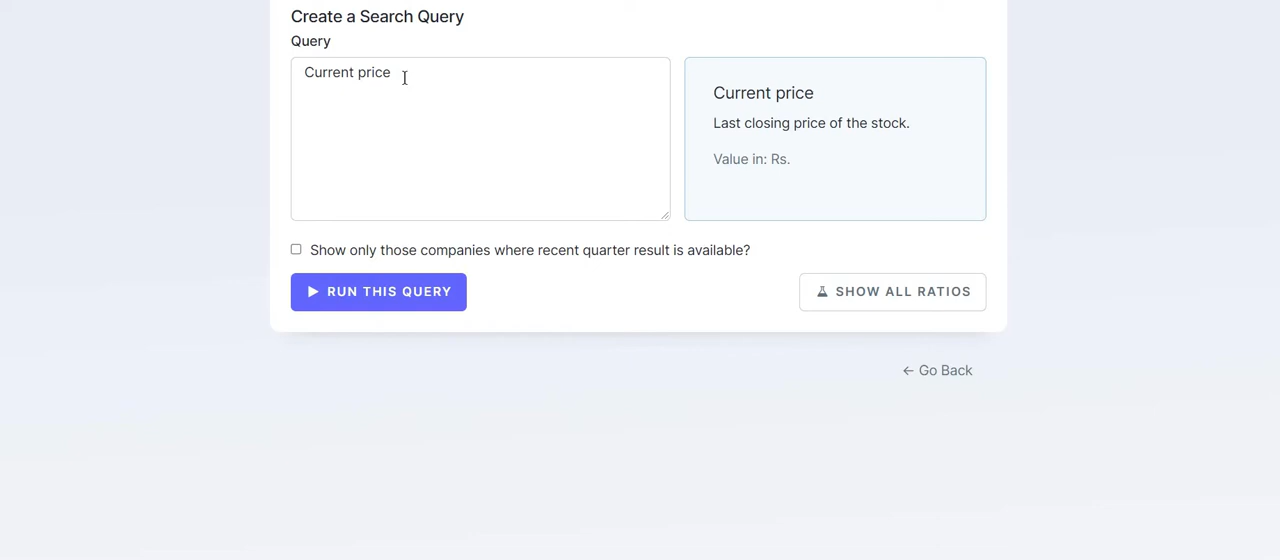 Create a Search Query
Query
Current price
Current price
Last closing price of the stock.
Value in: Rs.
Show only those companies where recent quarter result is available?
RUN THIS QUERY
SHOW ALL RATIOS
← Go Back